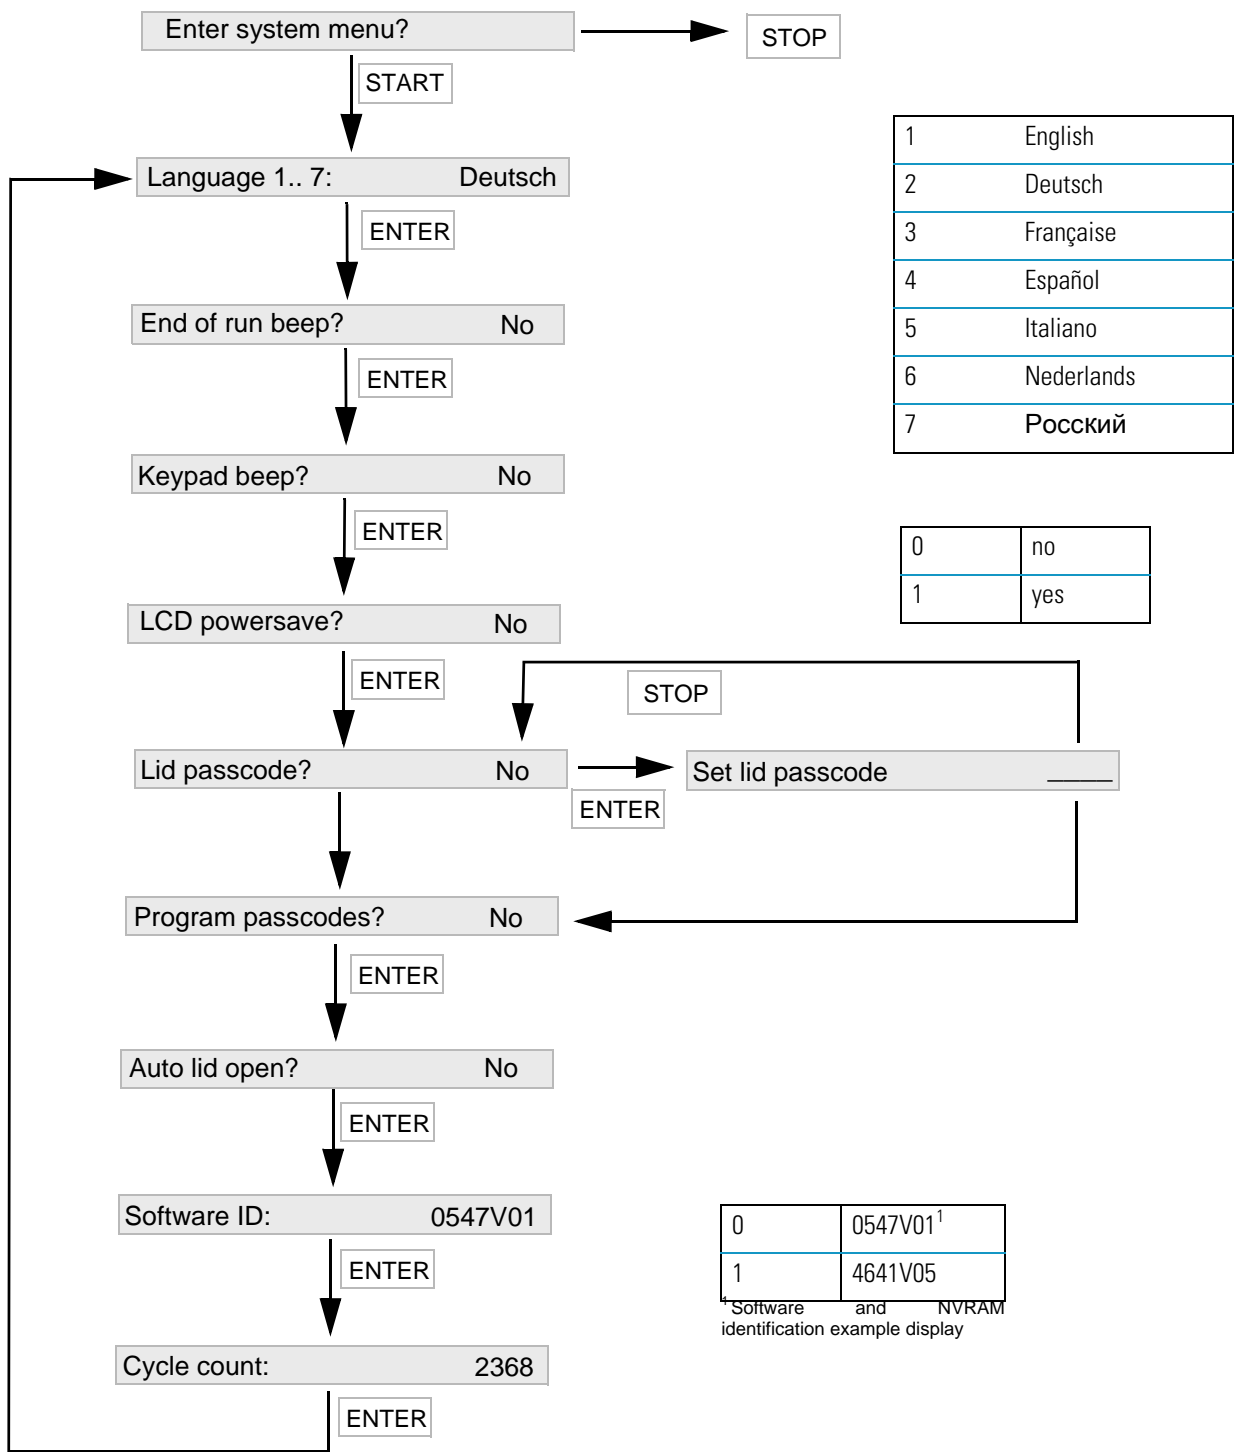 Enter system menu?
STOP
START
Language 1.. 7: Deutsch
ENTER
End of run beep? No
ENTER
Keypad beep? No
ENTER
LCD powersave? No
ENTER
STOP
Lid passcode? No
ENTER
Set lid passcode ____
Program passcodes? No
ENTER
Auto lid open? No
ENTER
Software ID: 0547V01
ENTER
Cycle count: 2368
ENTER
1 English
2 Deutsch
3 Française
4 Español
5 Italiano
6 Nederlands
7 Росский
0 no
1 yes
0 0547V01¹
1 4641V05
¹Software and NVRAM
identification example display